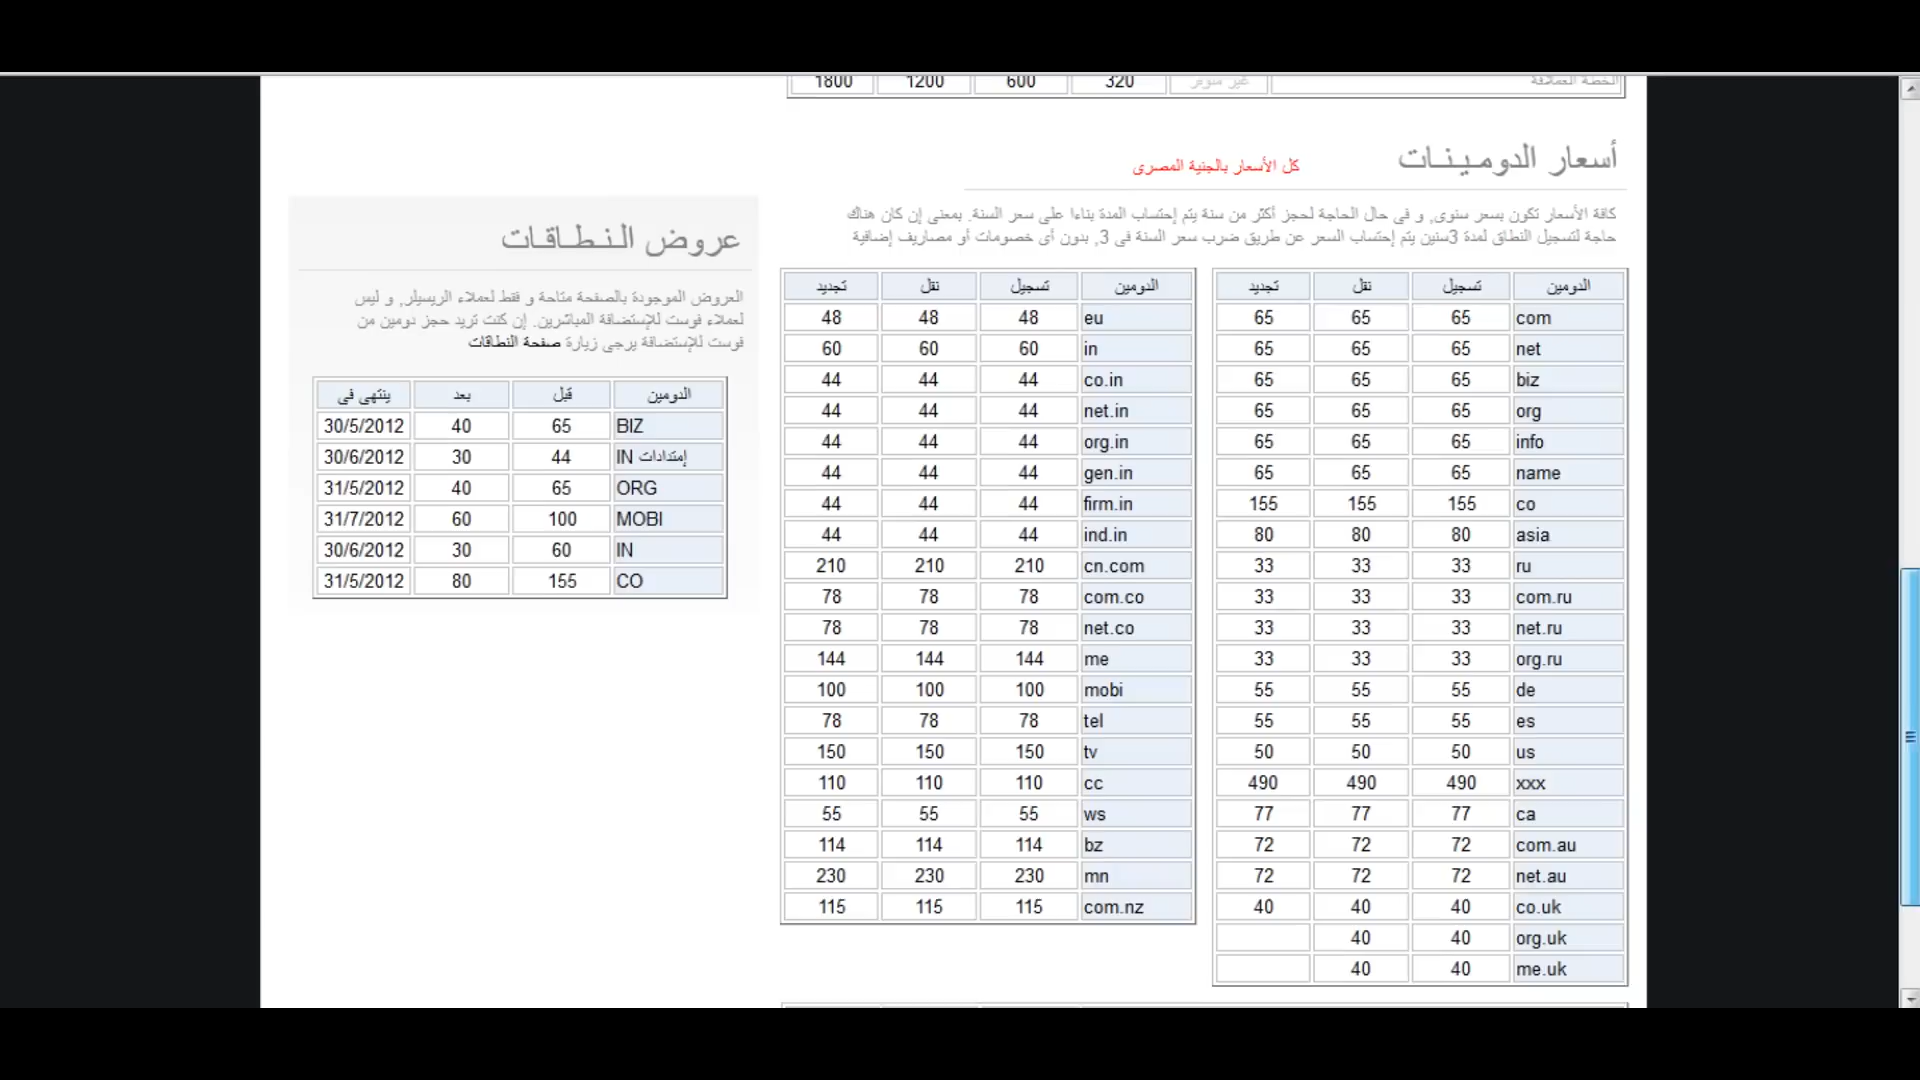 الخطة العملاقة غير متوفر 320 600 1200 1800
أسعار الدومـيـنـات
كل الأسعار بالجنية المصرى
كافة الأسعار تكون بسعر سنوى, و فى حال الحاجة لحجز أكثر من سنة يتم إحتساب المدة بناءا على سعر السنة. بمعنى إن كان هناك
حاجة لتسجيل النطاق لمدة 3سنين يتم إحتساب السعر عن طريق ضرب سعر السنة فى 3, بدون أى خصومات أو مصاريف إضافية
الدومين تسجيل نقل تجديد
com 65 65 65
net 65 65 65
biz 65 65 65
org 65 65 65
info 65 65 65
name 65 65 65
co 155 155 155
asia 80 80 80
ru 33 33 33
com.ru 33 33 33
net.ru 33 33 33
org.ru 33 33 33
de 55 55 55
es 55 55 55
us 50 50 50
xxx 490 490 490
ca 77 77 77
com.au 72 72 72
net.au 72 72 72
co.uk 40 40 40
org.uk 40 40
me.uk 40 40
الدومين تسجيل نقل تجديد
eu 48 48 48
in 60 60 60
co.in 44 44 44
net.in 44 44 44
org.in 44 44 44
gen.in 44 44 44
firm.in 44 44 44
ind.in 44 44 44
cn.com 210 210 210
com.co 78 78 78
net.co 78 78 78
me 144 144 144
mobi 100 100 100
tel 78 78 78
tv 150 150 150
cc 110 110 110
ws 55 55 55
bz 114 114 114
mn 230 230 230
com.nz 115 115 115
عروض الـنـطـاقـات
العروض الموجودة بالصفحة متاحة و فقط لعملاء الريسيلر, و ليس
لعملاء فوست للإستضافة المباشرين. إن كنت تريد حجز دومين من
فوست للإستضافة يرجى زيارة صفحة النطاقات
الدومين قبل بعد ينتهى فى
BIZ 65 40 30/5/2012
إمتدادات IN 44 30 30/6/2012
ORG 65 40 31/5/2012
MOBI 100 60 31/7/2012
IN 60 30 30/6/2012
CO 155 80 31/5/2012